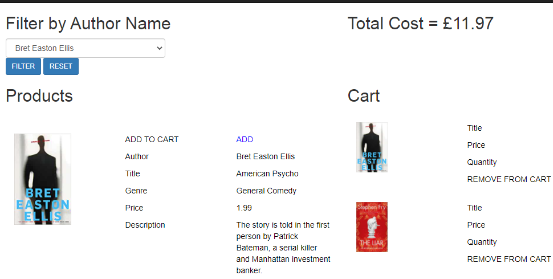 Filter by Author Name
Total Cost = £11.97
Bret Easton Ellis
FILTER
RESET
Products
Cart
BRET
EASTON
ELLIS
ADD TO CART ADD
Author Bret Easton Ellis
Title American Psycho
Genre General Comedy
Price 1.99
Description The story is told in the first
person by Patrick
Bateman, a serial killer
and Manhattan investment
banker.
BRET
EASTON
ELLIS
Title
Price
Quantity
REMOVE FROM CART
Stephen Fry
THE LIAR
Title
Price
Quantity
REMOVE FROM CART